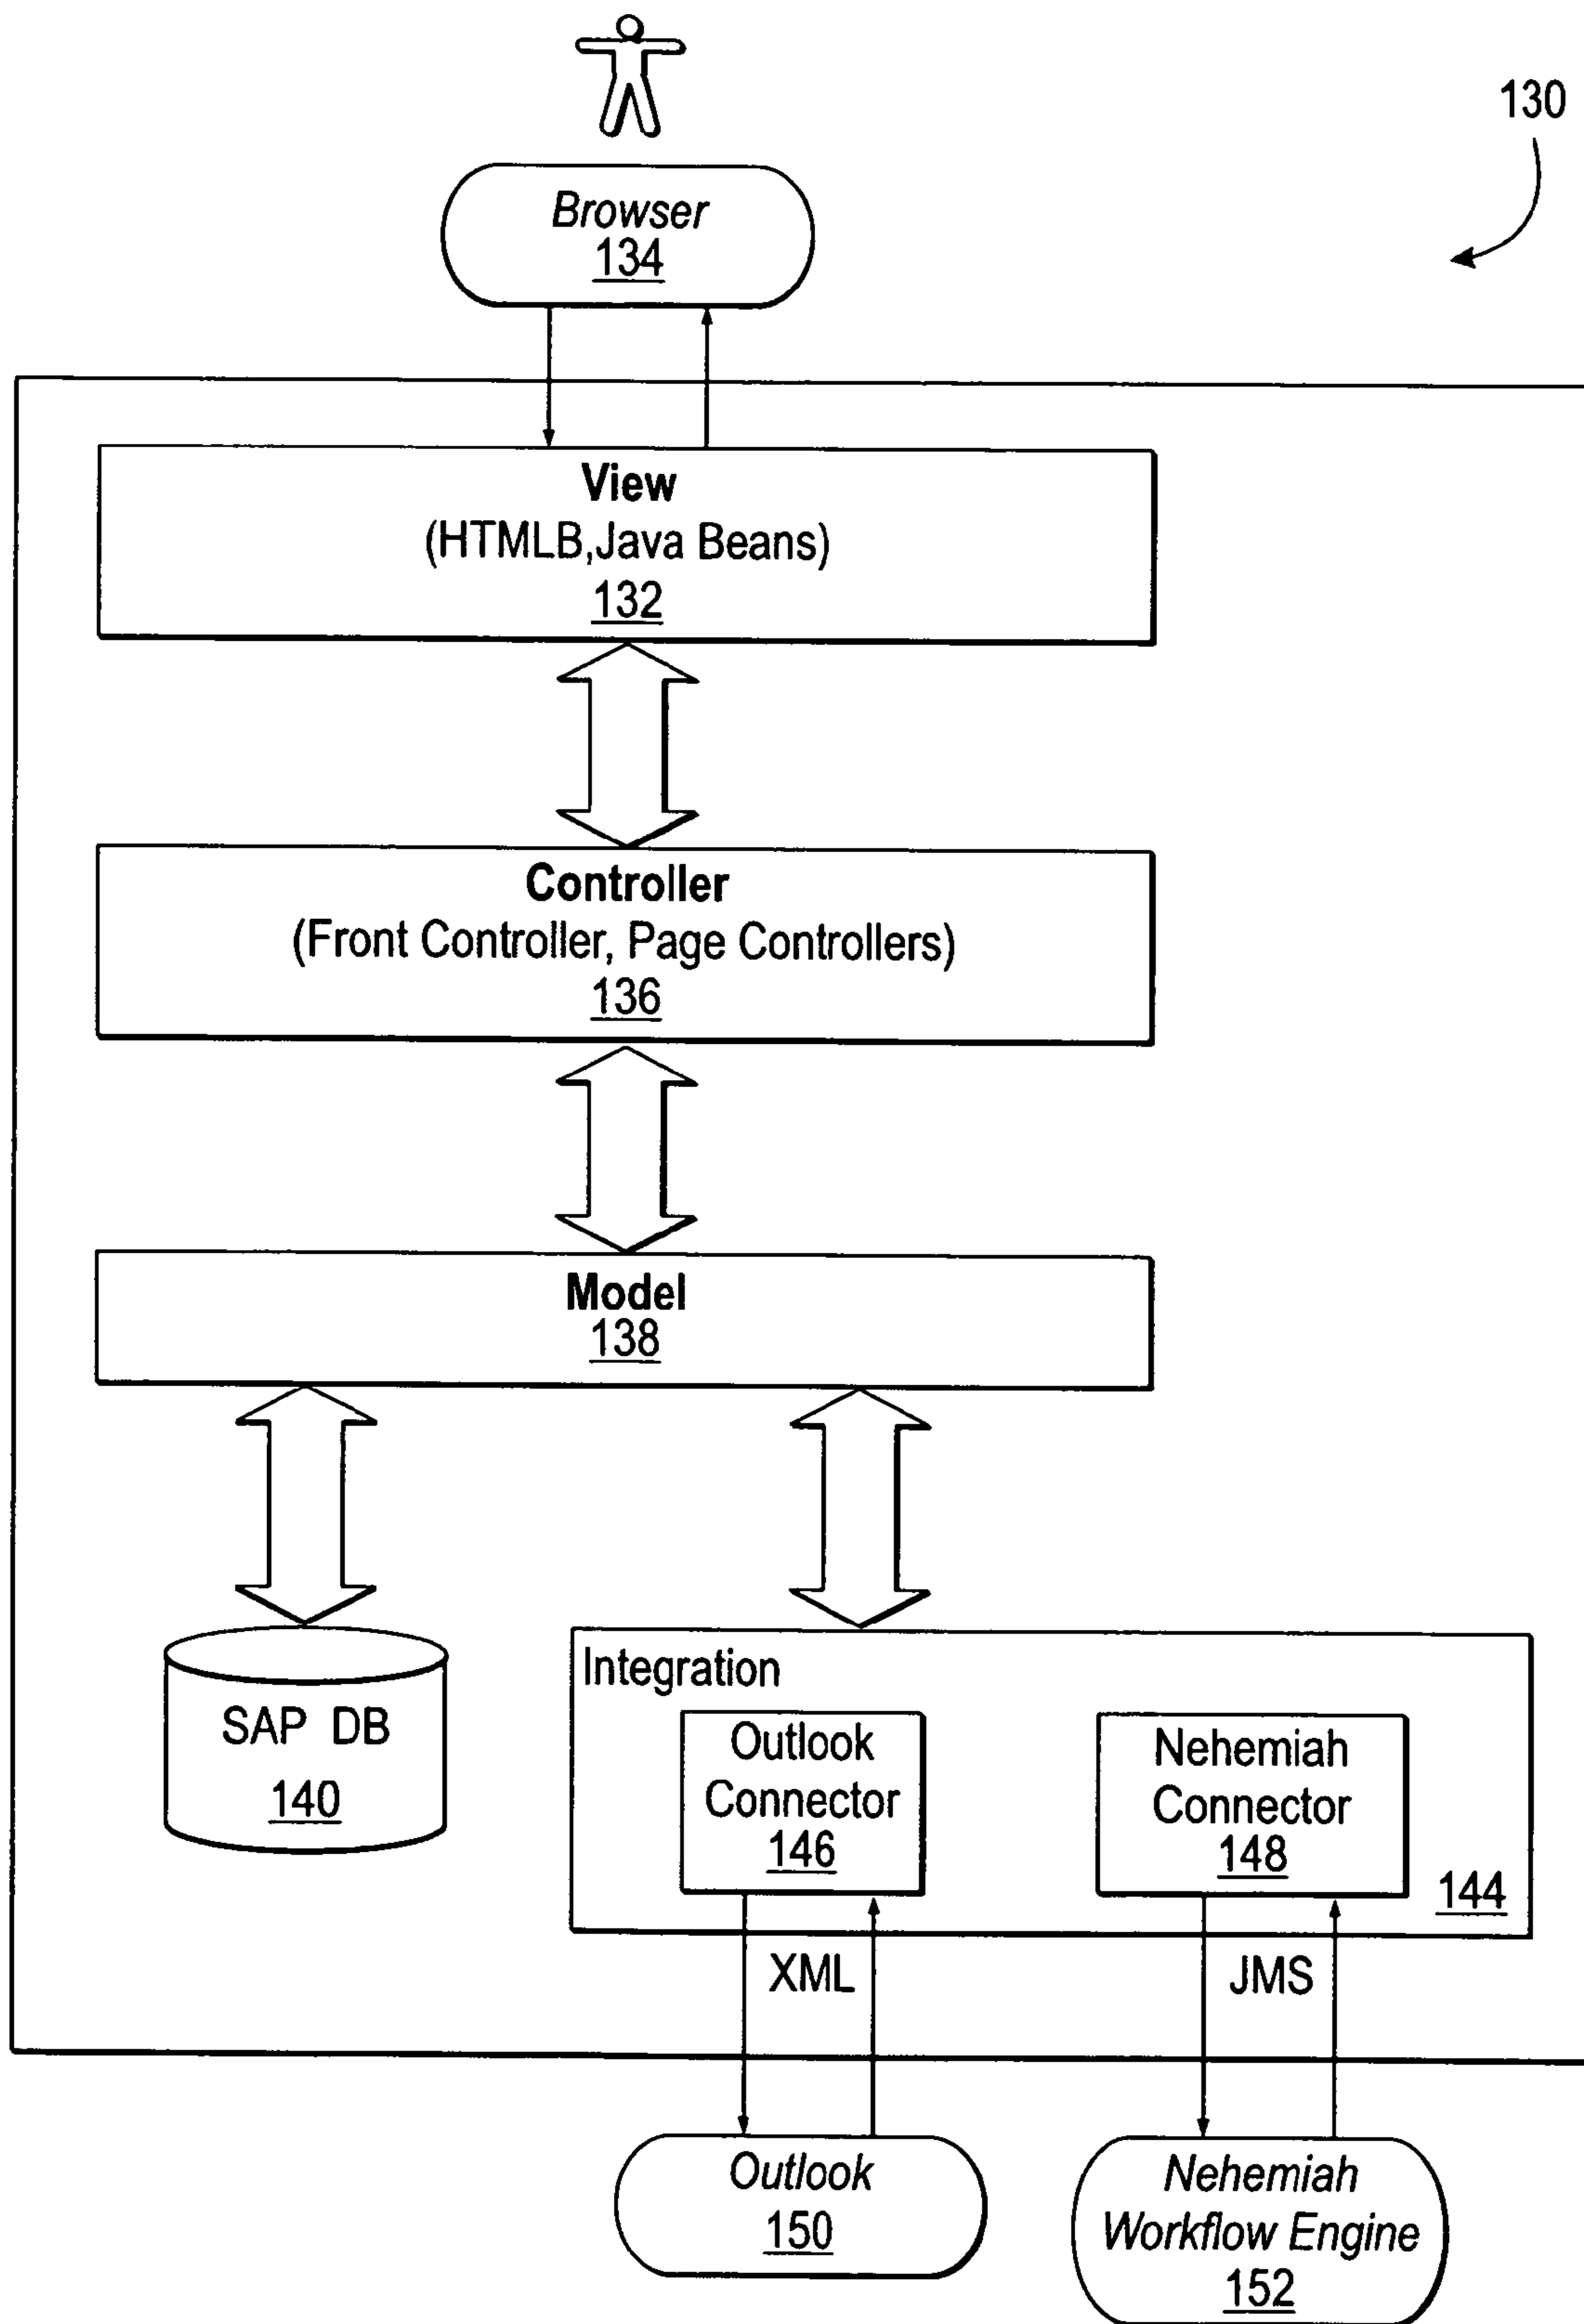 130
Browser
134
View
(HTMLB,Java Beans)
132
Controller
(Front Controller, Page Controllers)
136
Model
138
SAP DB
140
Integration
Outlook
Connector
146
Nehemiah
Connector
148
144
XML
JMS
Outlook
150
Nehemiah
Workflow Engine
152